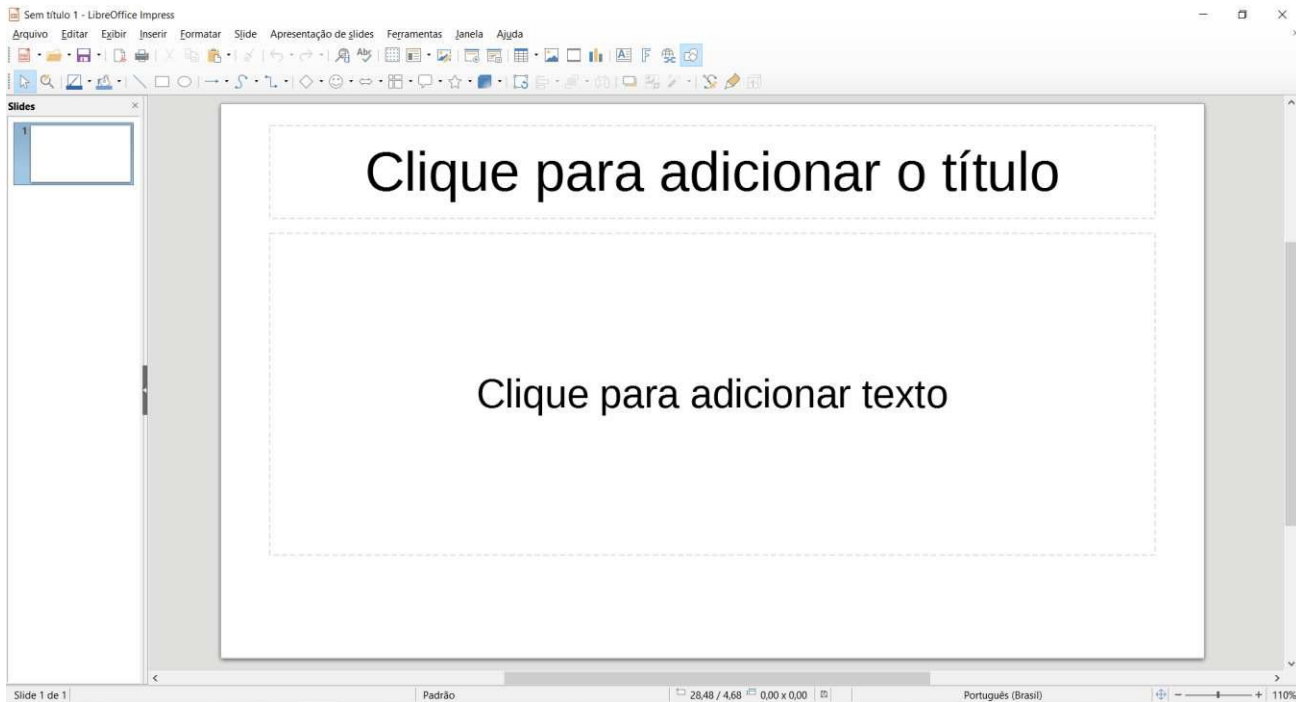 Sem título 1 - LibreOffice Impress
Arquivo Editar Exibir Inserir Formatar Slide Apresentação de slides Ferramentas Janela Ajuda
Slides
1
Clique para adicionar o título
Clique para adicionar texto
Slide 1 de 1 Padrão 28,48 / 4,68 0,00 x 0,00 Português (Brasil) 110%